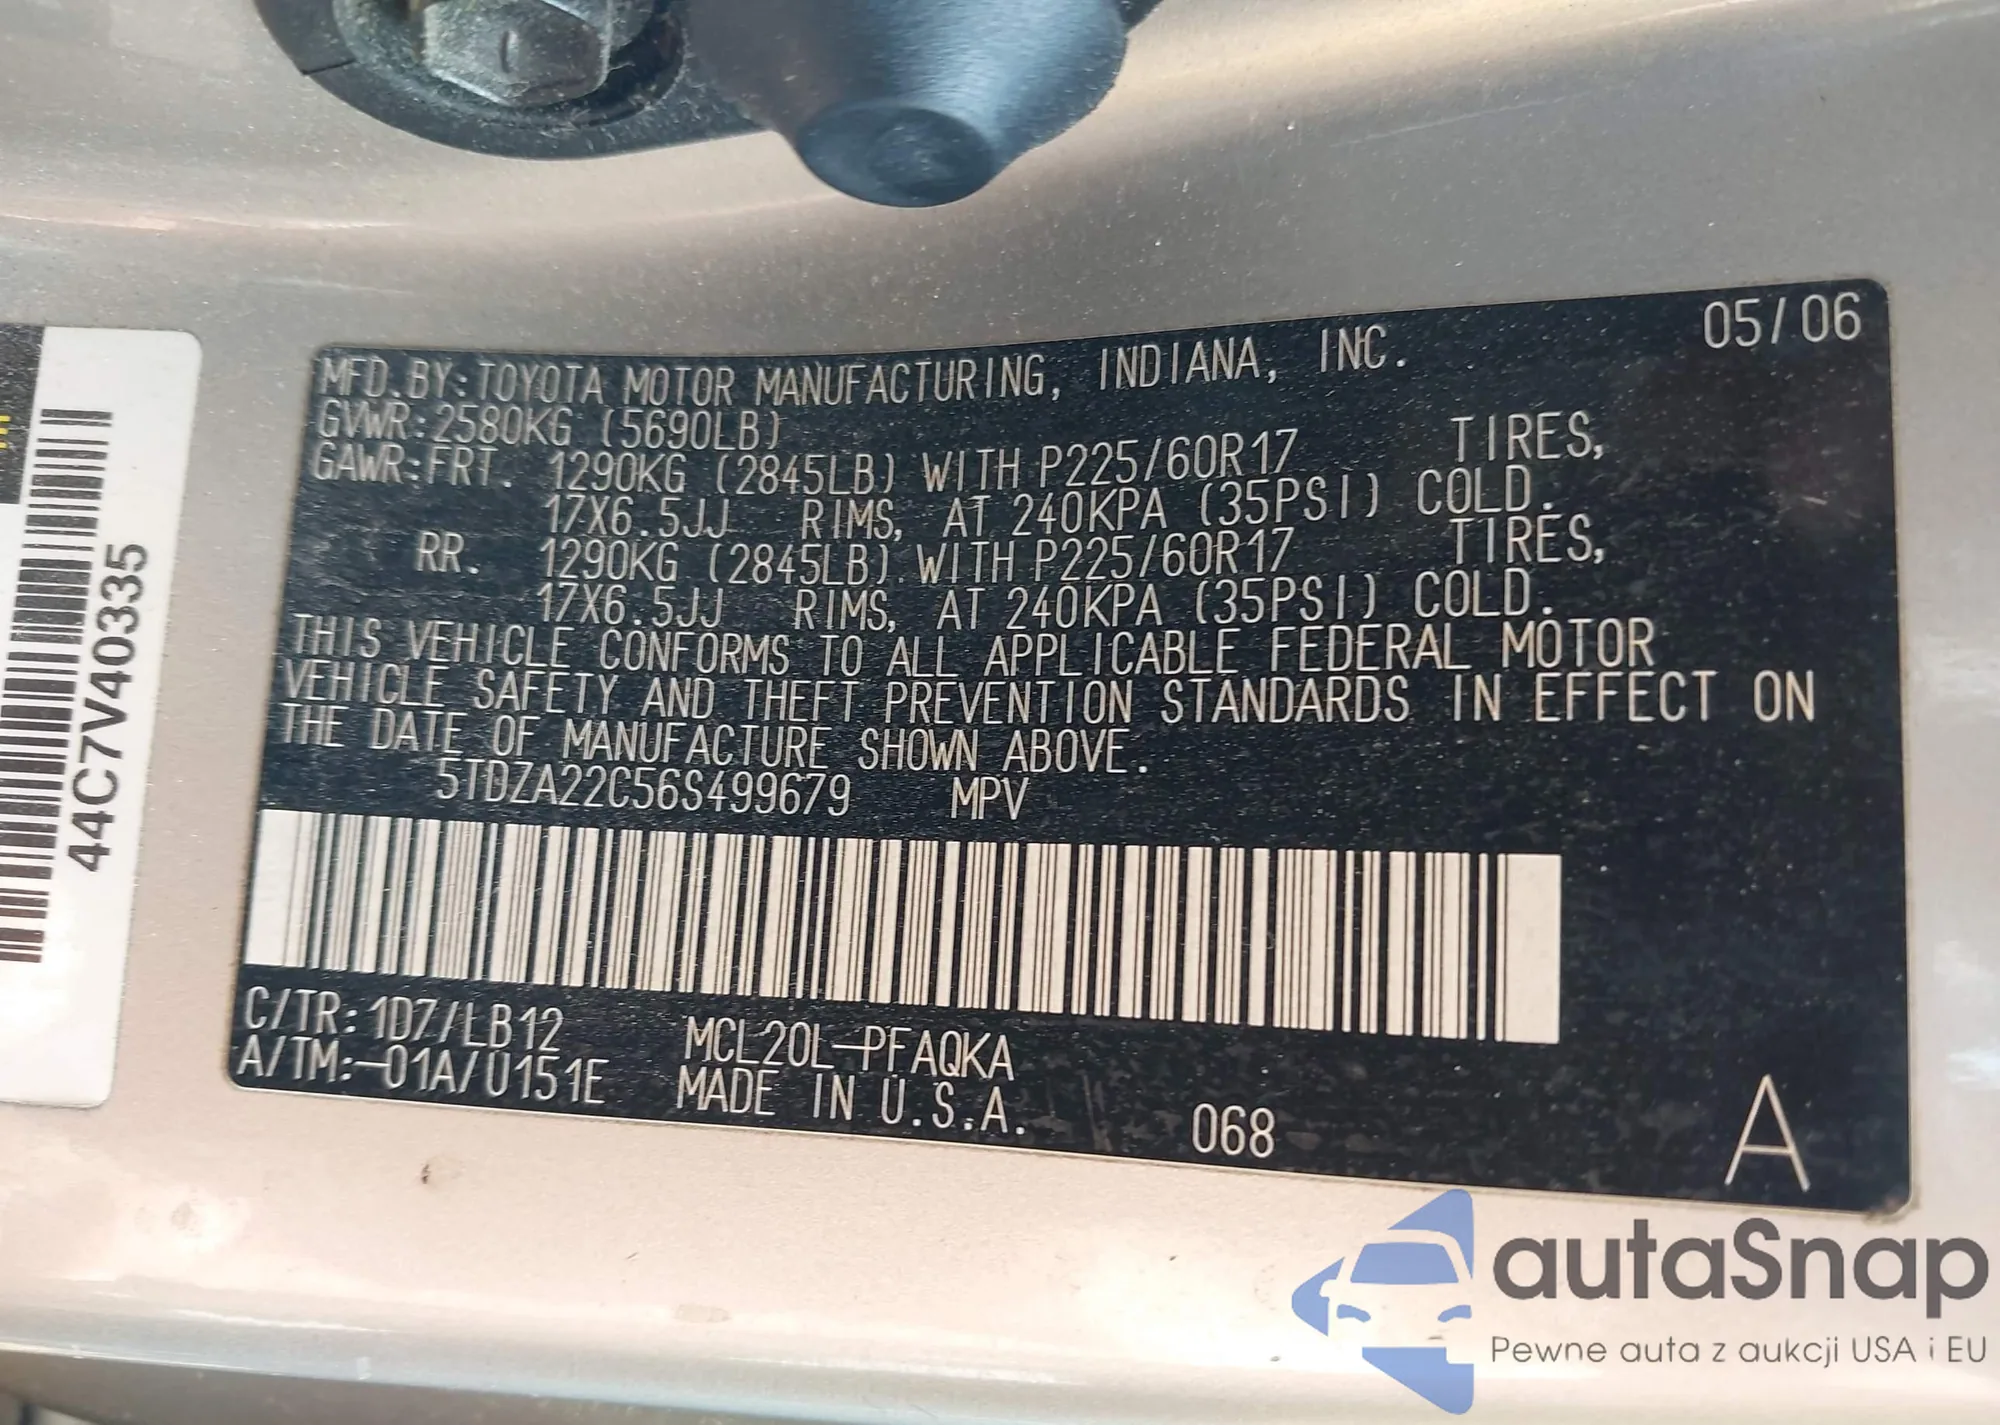 05/06
MFD.BY:TOYOTA MOTOR MANUFACTURING, INDIANA, INC.
GVWR:2580KG (5690LB)
GAWR:FRT. 1290KG (2845LB) WITH P225/60R17 TIRES,
17X6.5JJ RIMS, AT 240KPA (35PSI) COLD.
RR. 1290KG (2845LB) WITH P225/60R17 TIRES,
17X6.5JJ RIMS, AT 240KPA (35PSI) COLD.
THIS VEHICLE CONFORMS TO ALL APPLICABLE FEDERAL MOTOR
VEHICLE SAFETY AND THEFT PREVENTION STANDARDS IN EFFECT ON
THE DATE OF MANUFACTURE SHOWN ABOVE.
5TDZA22C56S499679 MPV
C/TR:1D7/LB12 MCL20L-PFAQKA
A/TM:-01A/U151E MADE IN U.S.A. 068 A
44C7V40335
autaSnap
Pewne auta z aukcji USA i EU